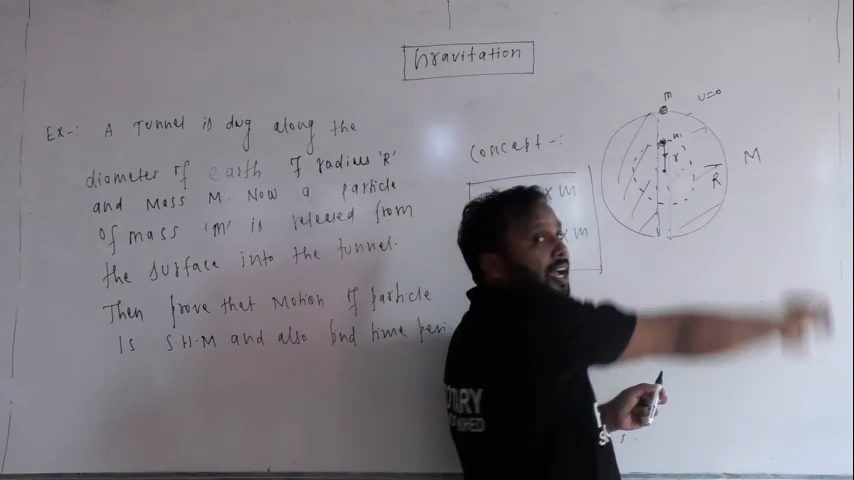 Gravitation
Ex-: A Tunnel is dug along the
diameter of earth of radius 'R'
and Mass M. Now a particle
of mass 'm' is released from
the surface into the tunnel.
Then prove that Motion of particle
is S.H.M and also find time peri
Concept -:
x m
x m
m
u=0
m
r
M
R